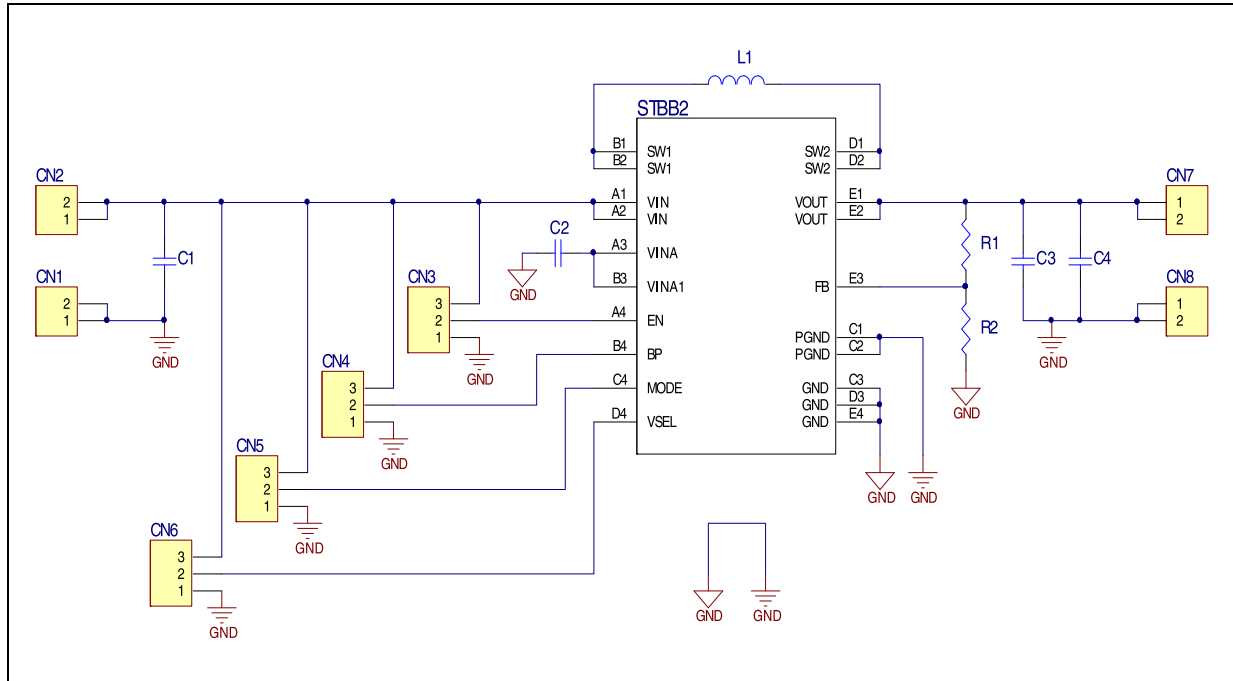 L1
STBB2
B1 SW1 SW2 D1
B2 SW1 SW2 D2
CN2
2
1
A1 VIN VOUT E1
A2 VIN VOUT E2
CN7
1
2
C2
A3 VINA
GND
R1
C1
C3
C4
CN1
2
1
GND
CN3
3
2
1
GND
B3 VINA1 FB E3
CN8
1
2
GND
A4 EN
R2
GND
PGND C1
B4 BP PGND C2
CN4
3
2
1
GND
C4 MODE GND C3
GND D3
D4 VSEL GND E4
CN5
3
2
1
GND
GND
GND
CN6
3
2
1
GND
GND
GND